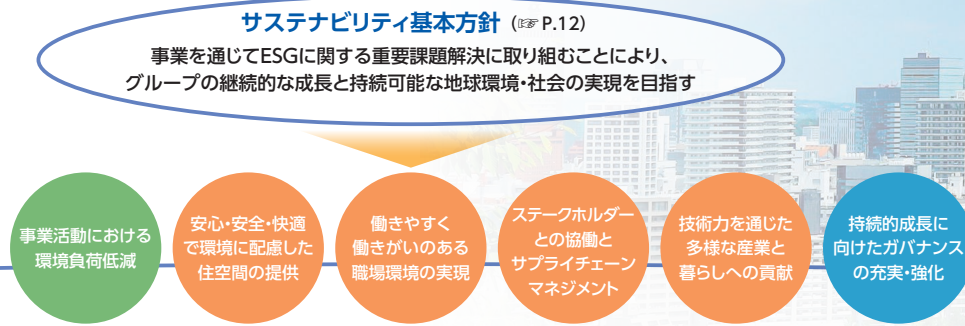 サステナビリティ基本方針（☞ P.12）
事業を通じてESGに関する重要課題解決に取り組むことにより、
グループの継続的な成長と持続可能な地球環境・社会の実現を目指す
事業活動における
環境負荷低減
安心・安全・快適
で環境に配慮した
住空間の提供
働きやすく
働きがいのある
職場環境の実現
ステークホルダー
との協働と
サプライチェーン
マネジメント
技術力を通じた
多様な産業と
暮らしへの貢献
持続的成長に
向けたガバナンス
の充実・強化